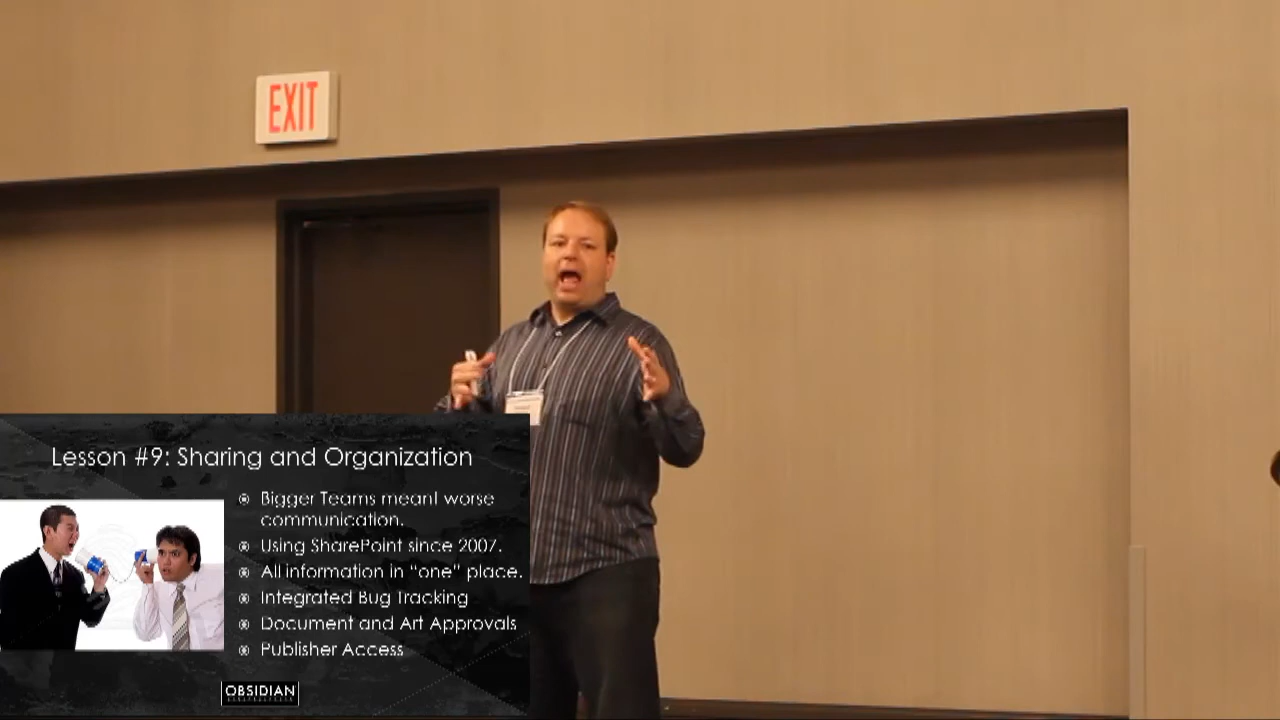 EXIT
Lesson #9: Sharing and Organization
Bigger Teams meant worse
communication.
Using SharePoint since 2007.
All information in “one” place.
Integrated Bug Tracking
Document and Art Approvals
Publisher Access
OBSIDIAN